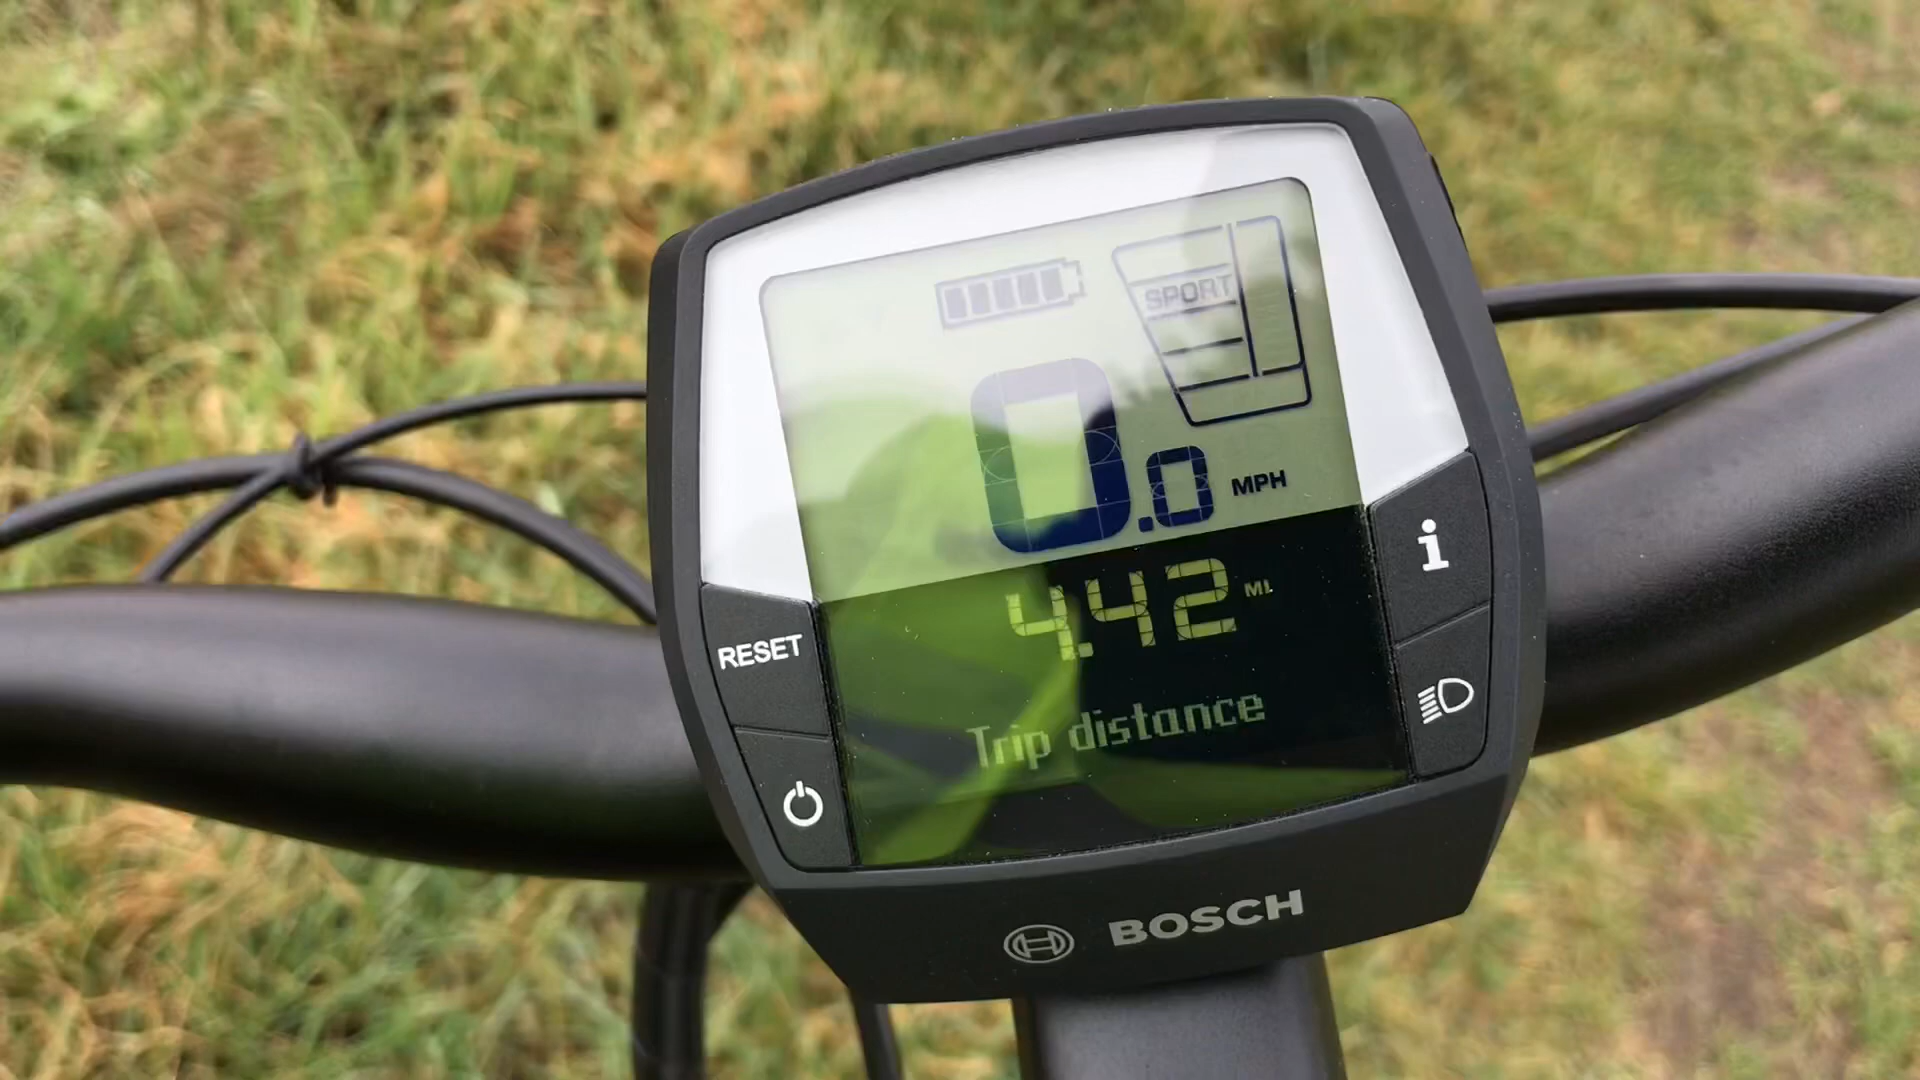 SPORT
0.0 MPH
4.42 MI.
Trip distance
RESET
i
BOSCH